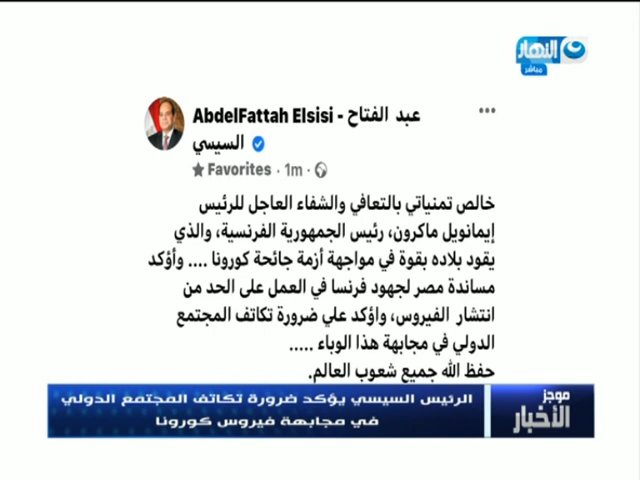 النهار
مباشر
AbdelFattah Elsisi - عبد الفتاح
السيسي
Favorites · 1m ·
خالص تمنياتي بالتعافي والشفاء العاجل للرئيس
إيمانويل ماكرون، رئيس الجمهورية الفرنسية، والذي
يقود بلاده بقوة في مواجهة أزمة جائحة كورونا .... وأؤكد
مساندة مصر لجهود فرنسا في العمل على الحد من
انتشار الفيروس، واؤكد علي ضرورة تكاتف المجتمع
الدولي في مجابهة هذا الوباء .....
حفظ الله جميع شعوب العالم.
موجز
الأخبار
الرئيس السيسي يؤكد ضرورة تكاتف المجتمع الدولي
في مجابهة فيروس كورونا